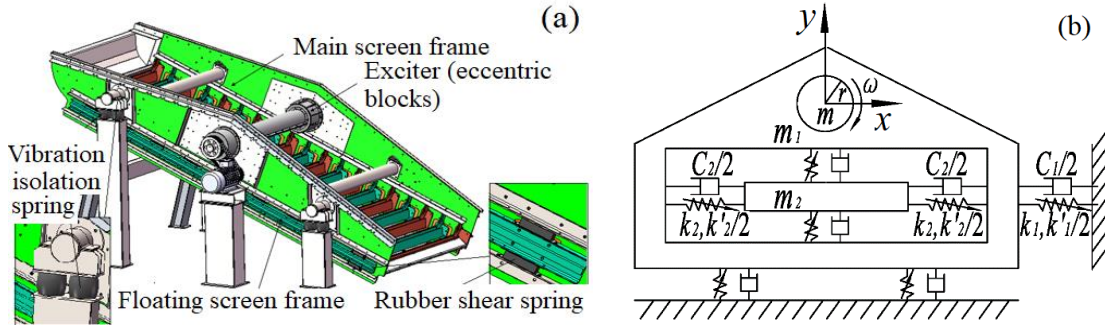 (a)
Main screen frame
Exciter (eccentric
blocks)
Vibration
isolation
spring
Floating screen frame
Rubber shear spring
(b)
y
ω
r
m
x
m₁
C₂/2
C₂/2
C₁/2
m₂
k₂,k'₂/2
k₂,k'₂/2
k₁,k'₁/2